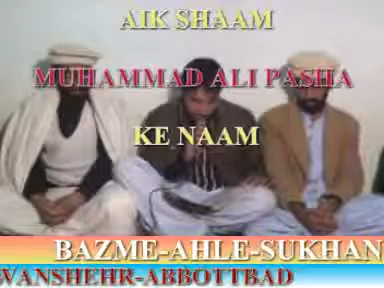 AIK SHAAM
MUHAMMAD ALI PASHA
KE NAAM
BAZME-AHLE-SUKHAN
WANSHEHR-ABBOTTBAD